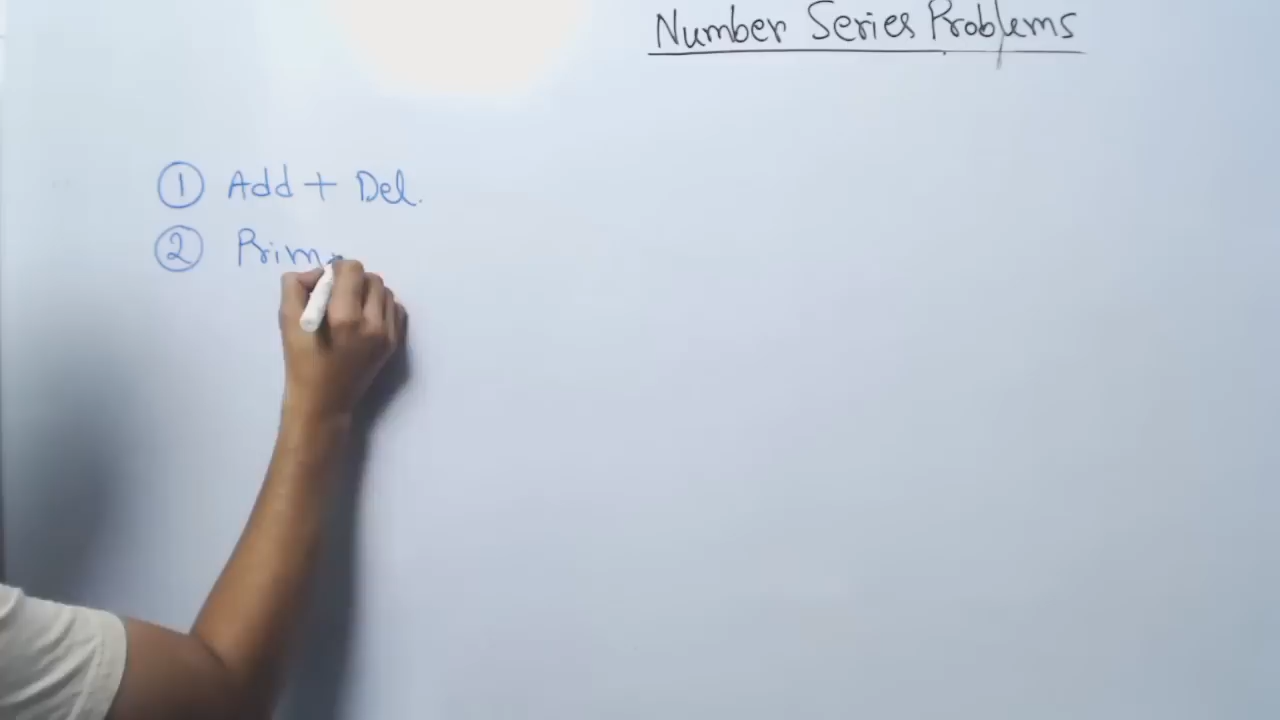 Number Series Problems
① Add + Del.
② Prim